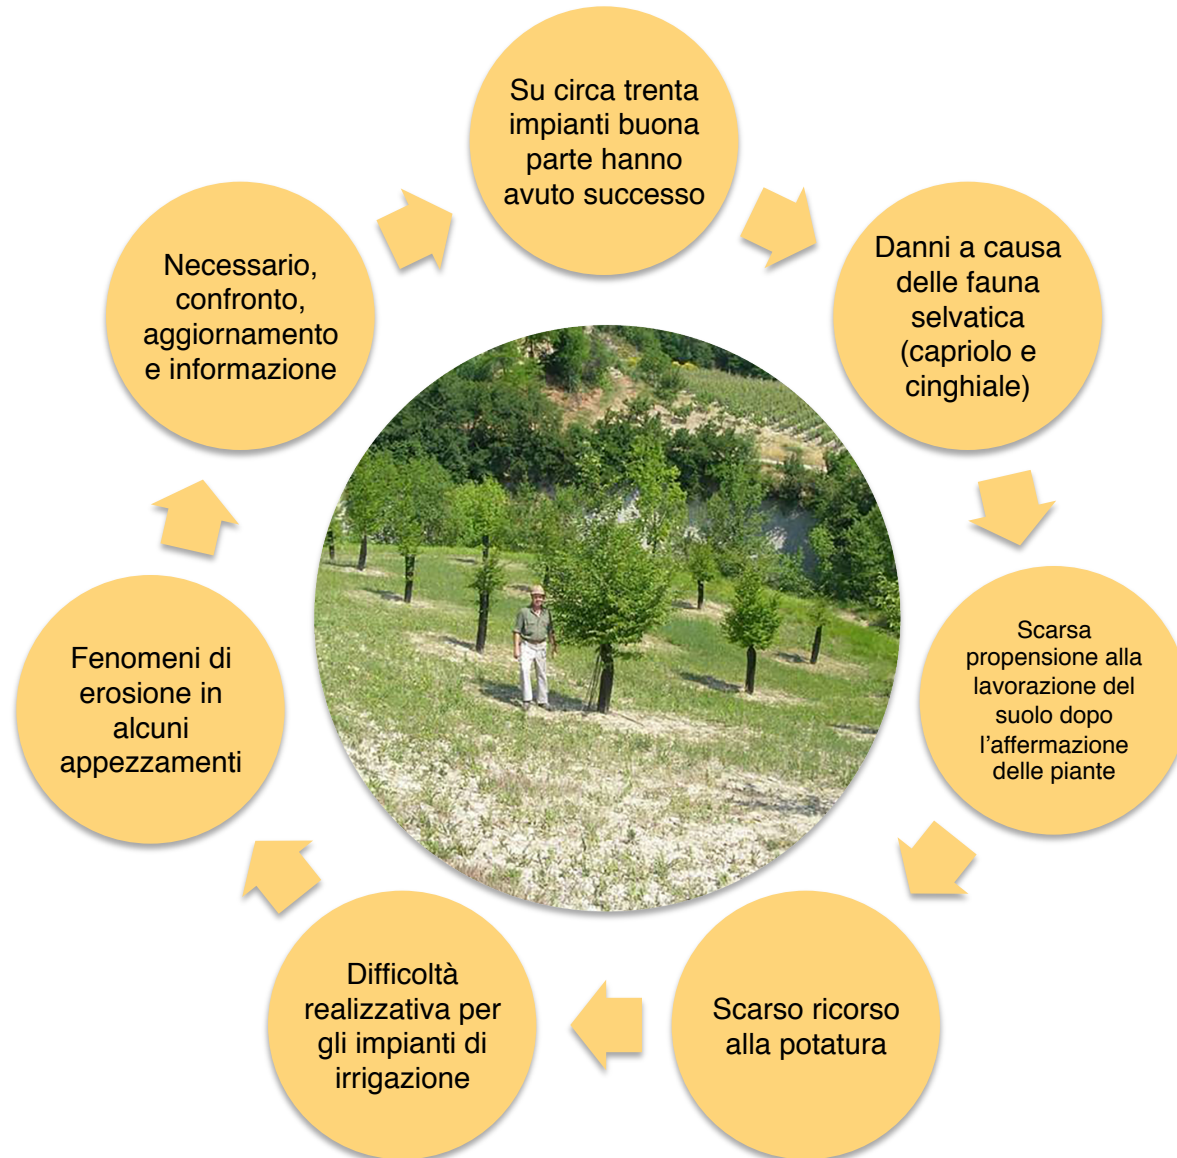 Su circa trenta
impianti buona
parte hanno
avuto successo
Danni a causa
delle fauna
selvatica
(capriolo e
cinghiale)
Scarsa
propensione alla
lavorazione del
suolo dopo
l’affermazione
delle piante
Scarso ricorso
alla potatura
Difficoltà
realizzativa per
gli impianti di
irrigazione
Fenomeni di
erosione in
alcuni
appezzamenti
Necessario,
confronto,
aggiornamento
e informazione